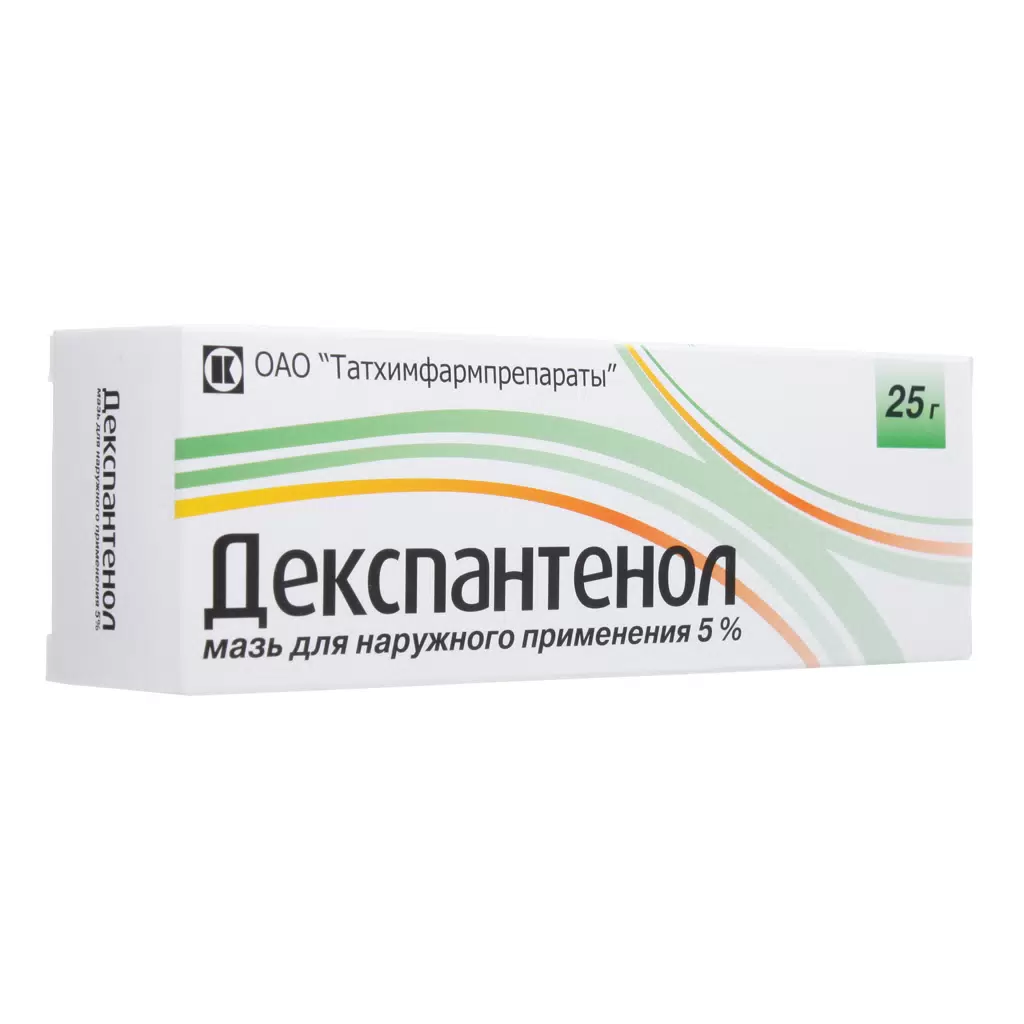 ОАО "Татхимфармпрепараты"
25 г
Декспантенол
мазь для наружного применения 5 %
Декспантенол
мазь для наружного применения 5%